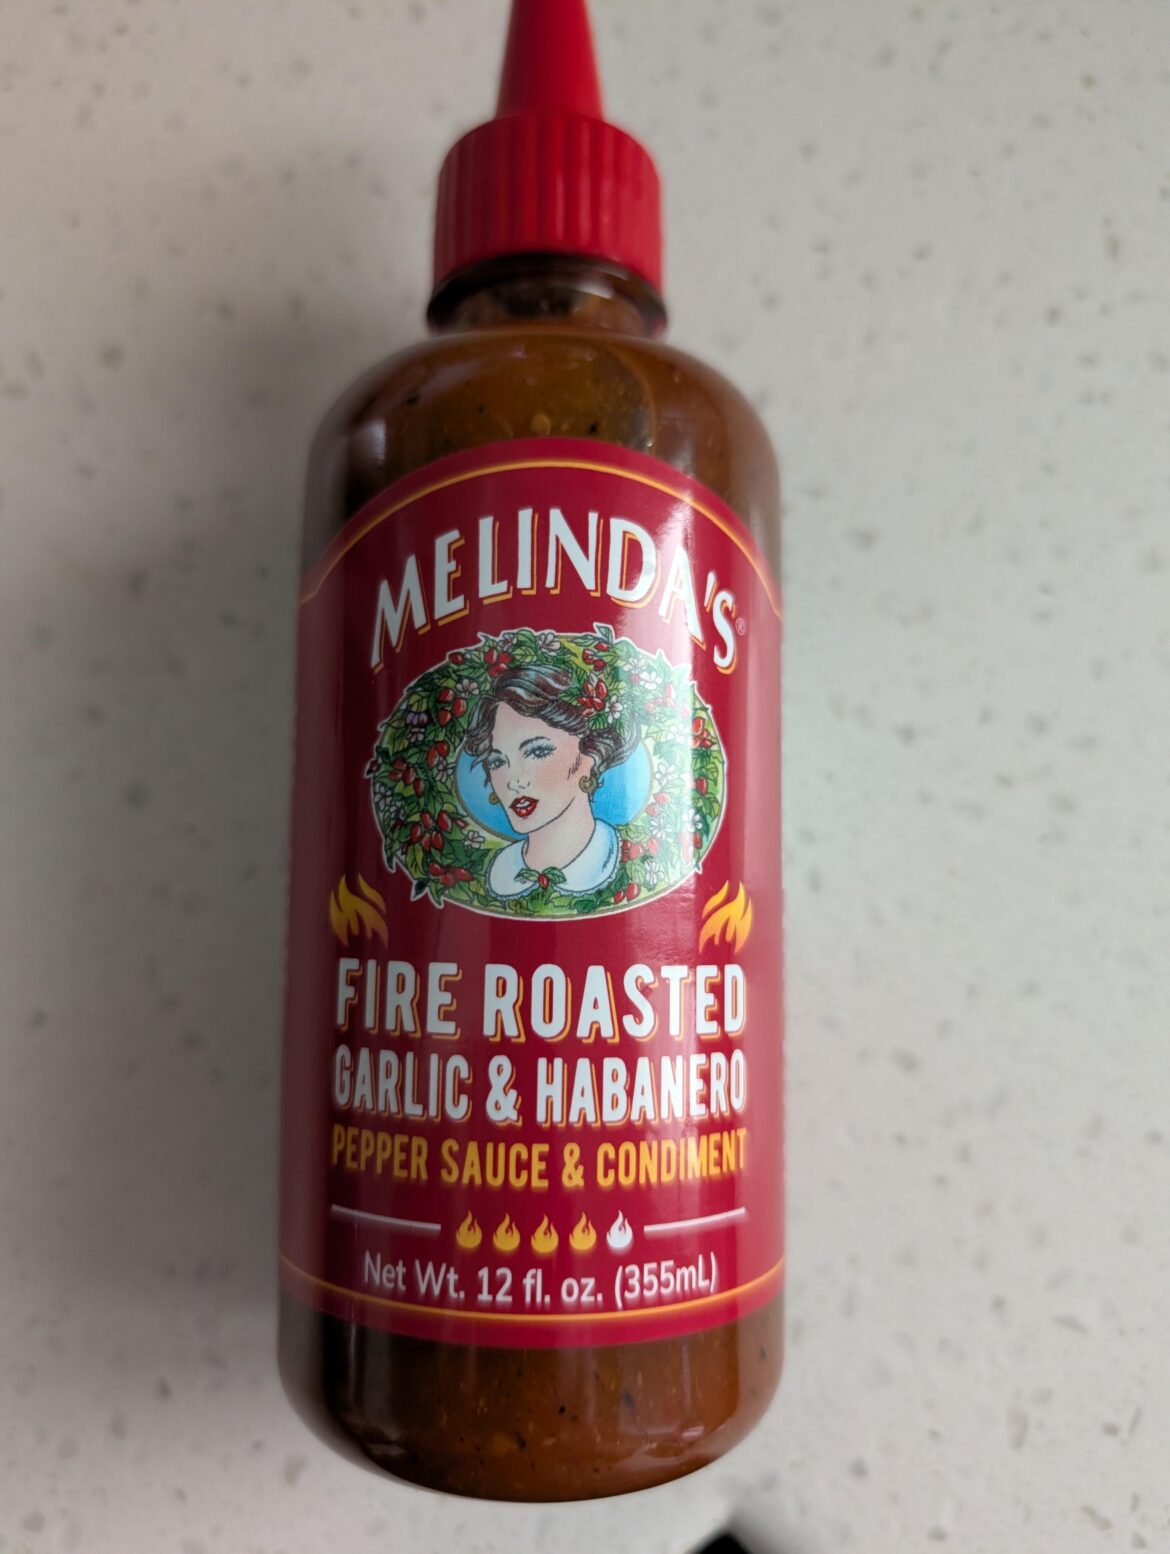 MELINDA'S®
FIRE ROASTED
GARLIC & HABANERO
PEPPER SAUCE & CONDIMENT
Net Wt. 12 fl. oz. (355mL)